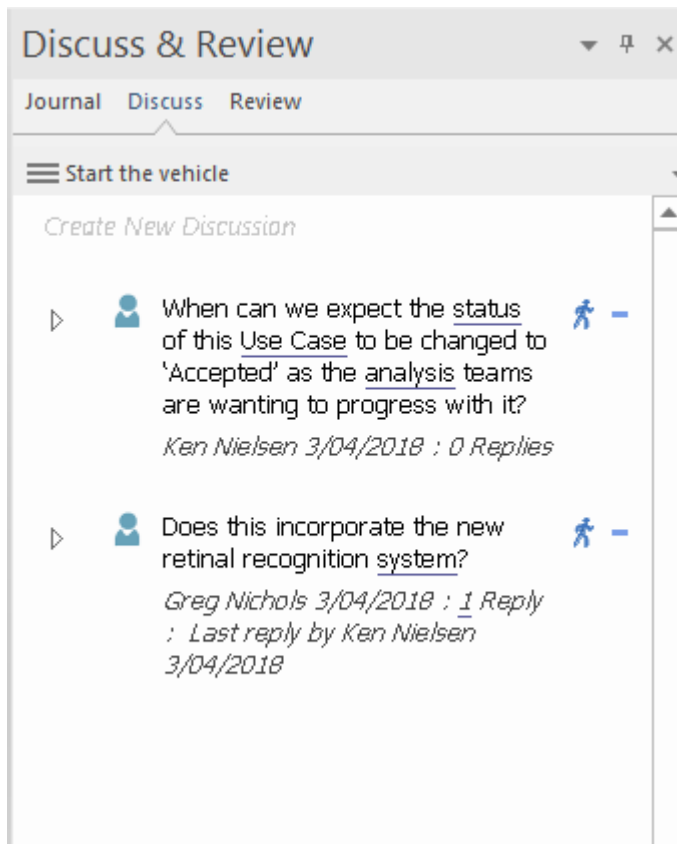 Discuss & Review
Journal Discuss Review
Start the vehicle
Create New Discussion
When can we expect the status
of this Use Case to be changed to
'Accepted' as the analysis teams
are wanting to progress with it?
Ken Nielsen 3/04/2018 : 0 Replies
Does this incorporate the new
retinal recognition system?
Greg Nichols 3/04/2018 : 1 Reply
: Last reply by Ken Nielsen
3/04/2018